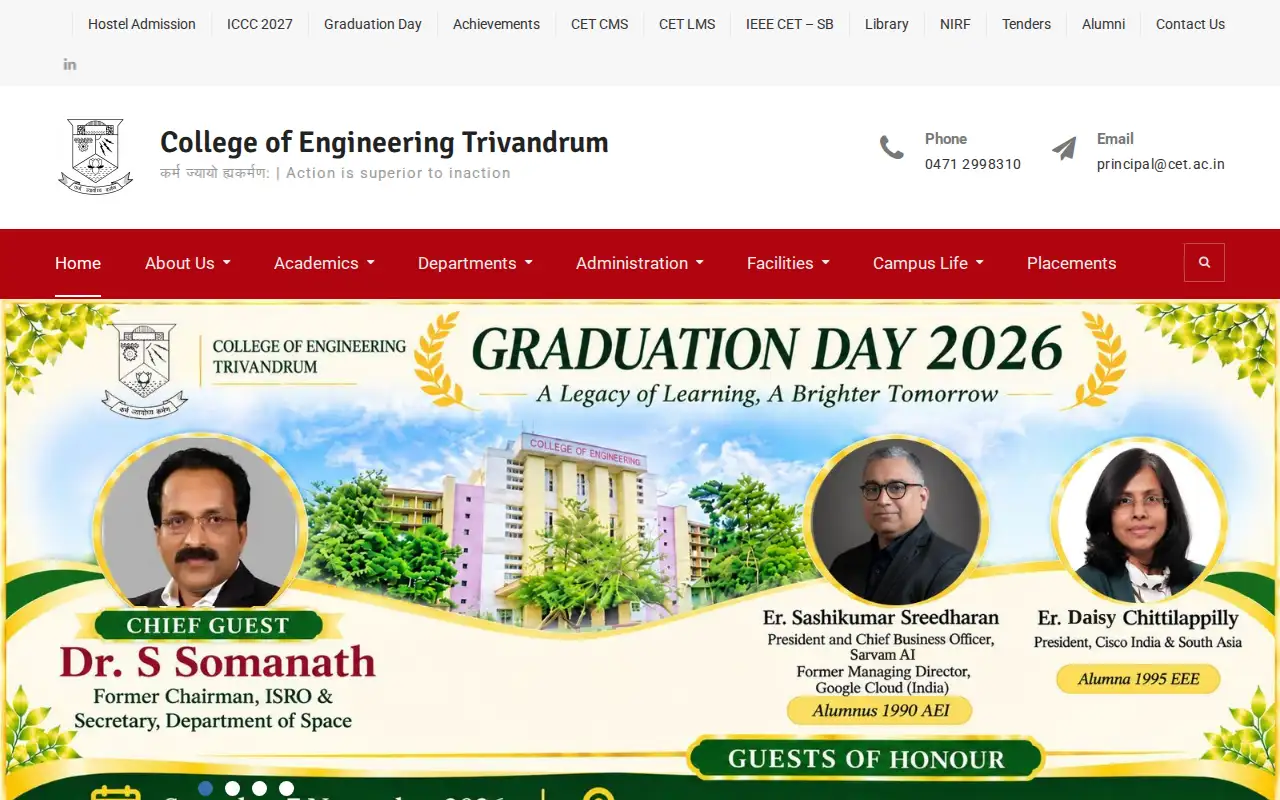 Hostel Admission
ICCC 2027
Graduation Day
Achievements
CET CMS
CET LMS
IEEE CET – SB
Library
NIRF
Tenders
Alumni
Contact Us
College of Engineering Trivandrum
कर्म ज्यायो ह्यकर्मण: | Action is superior to inaction
Phone
0471 2998310
Email
principal@cet.ac.in
Home
About Us
Academics
Departments
Administration
Facilities
Campus Life
Placements
COLLEGE OF ENGINEERING
TRIVANDRUM
GRADUATION DAY 2026
A Legacy of Learning, A Brighter Tomorrow
COLLEGE OF ENGINEERING
CHIEF GUEST
Dr. S Somanath
Former Chairman, ISRO &
Secretary, Department of Space
Er. Sashikumar Sreedharan
President and Chief Business Officer,
Sarvam AI
Former Managing Director,
Google Cloud (India)
Alumnus 1990 AEI
Er. Daisy Chittilappilly
President, Cisco India & South Asia
Alumna 1995 EEE
GUESTS OF HONOUR